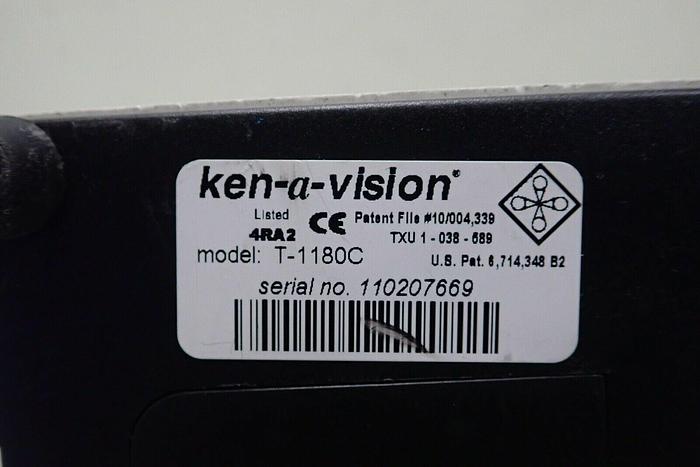 ken-a-vision®
Listed
4RA2
CE
Patent File #10/004,339
TXU 1 - 038 - 689
model: T-1180C
U.S. Pat. 6,714,348 B2
serial no. 110207669